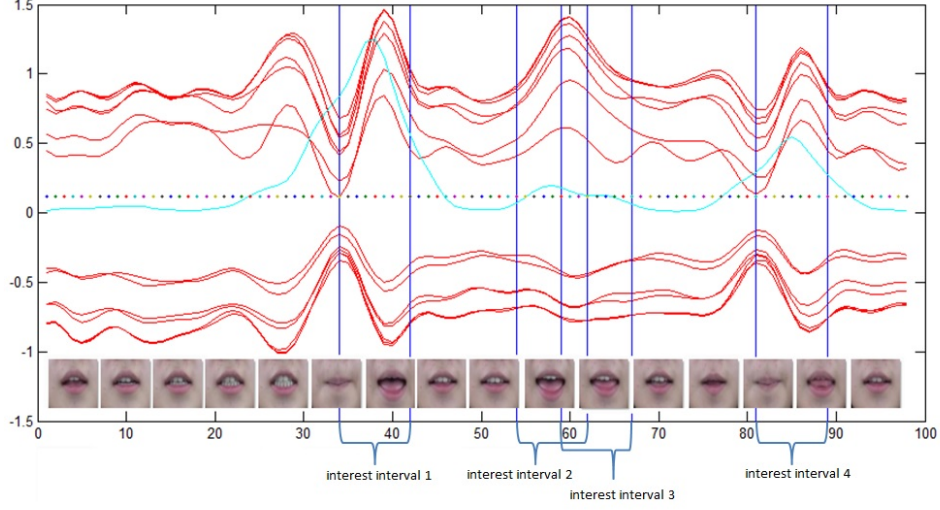 1.5
1
0.5
0
-0.5
-1
-1.5
0 10 20 30 40 50 60 70 80 90 100
interest interval 1
interest interval 2
interest interval 3
interest interval 4